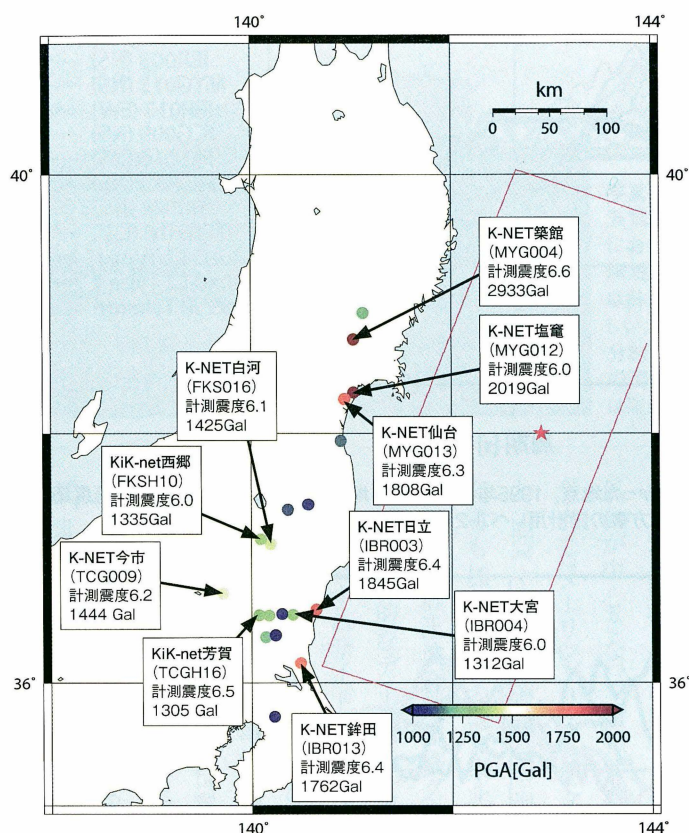 140°
144°
km
0 50 100
40°
40°
K-NET築館
(MYG004)
計測震度6.6
2933Gal
K-NET塩竈
(MYG012)
計測震度6.0
2019Gal
K-NET白河
(FKS016)
計測震度6.1
1425Gal
K-NET仙台
(MYG013)
計測震度6.3
1808Gal
KiK-net西郷
(FKSH10)
計測震度6.0
1335Gal
K-NET日立
(IBR003)
計測震度6.4
1845Gal
K-NET今市
(TCG009)
計測震度6.2
1444 Gal
K-NET大宮
(IBR004)
計測震度6.0
1312Gal
KiK-net芳賀
(TCGH16)
計測震度6.5
1305 Gal
36°
36°
K-NET鉾田
(IBR013)
計測震度6.4
1762Gal
1000 1250 1500 1750 2000
PGA[Gal]
140°
144°